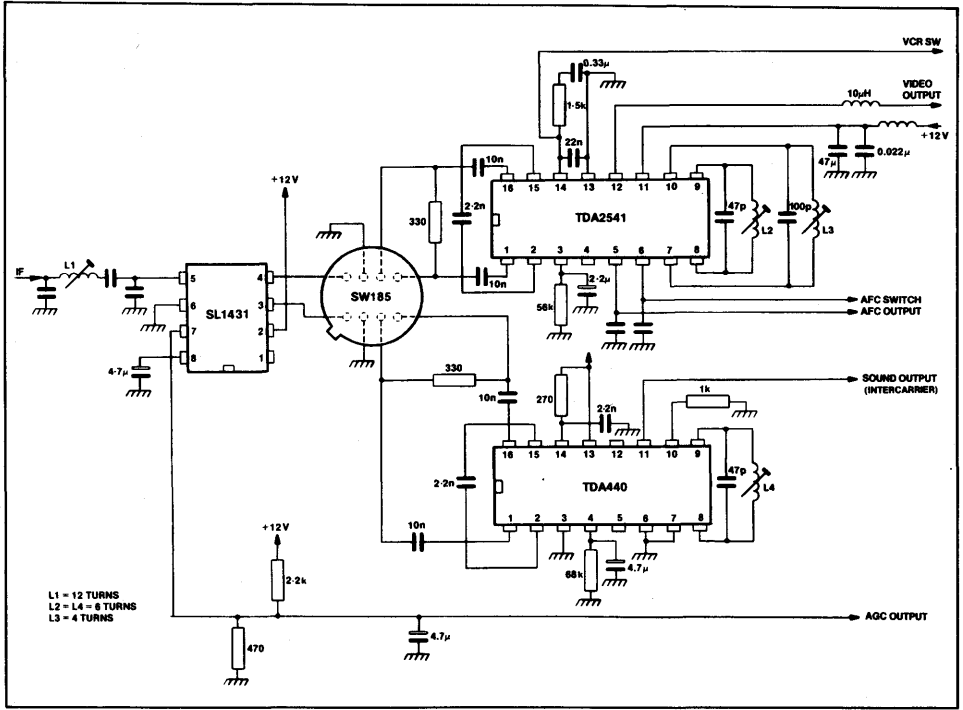 VCR SW
0.33µ
1·5k
10µH
VIDEO
OUTPUT
+12V
47µ
0.022µ
22n
10n
16 15 14 13 12 11 10 9
TDA2541
1 2 3 4 5 6 7 8
330
2·2n
10n
47p
L2
100p
L3
56k
2·2µ
AFC SWITCH
AFC OUTPUT
+12V
IF
L1
5 4
6 3
7 2
8 1
SL1431
SW185
4·7µ
330
10n
270
2·2n
SOUND OUTPUT
(INTERCARRIER)
1k
16 15 14 13 12 11 10 9
TDA440
1 2 3 4 5 6 7 8
2·2n
10n
47p
L4
68k
4.7µ
+12V
2·2k
L1 = 12 TURNS
L2 = L4 = 6 TURNS
L3 = 4 TURNS
470
4.7µ
AGC OUTPUT